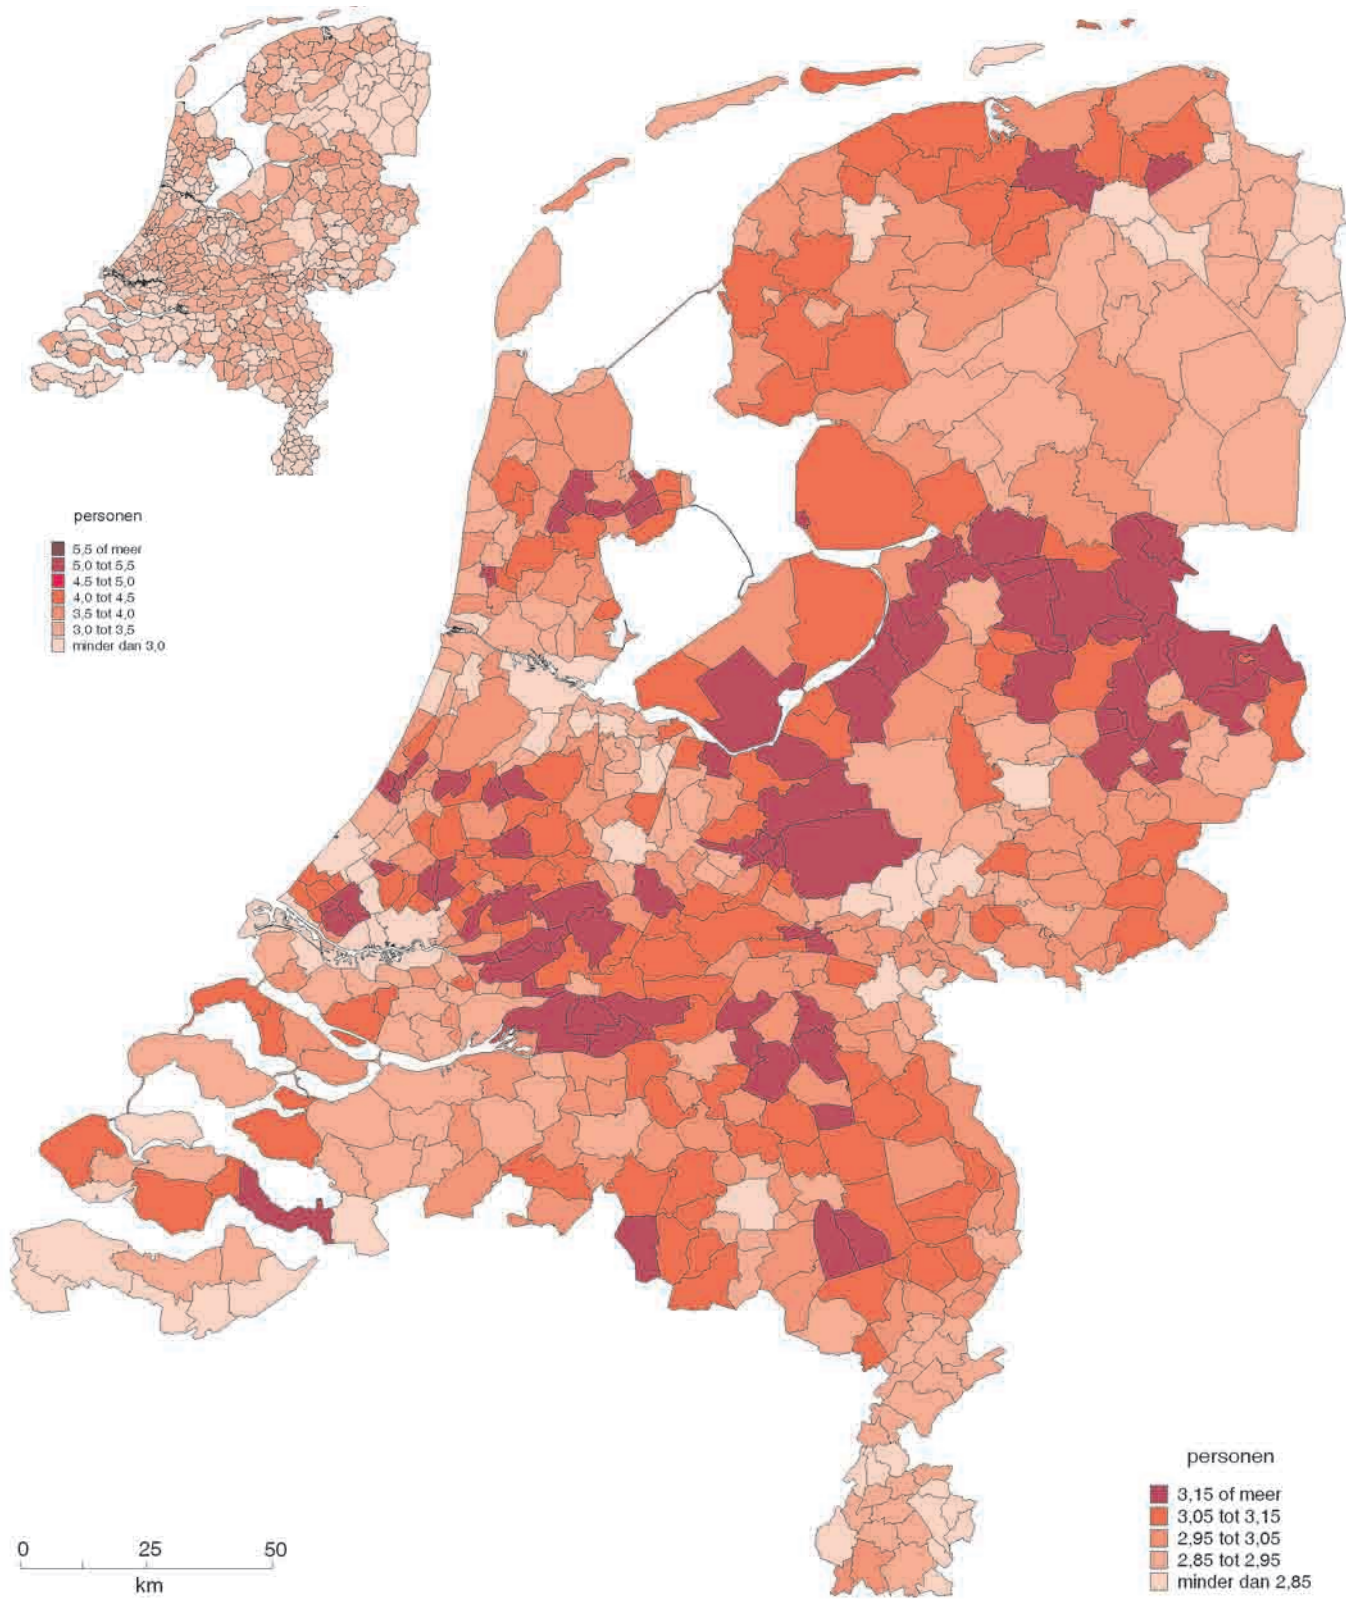 personen
5,5 of meer
5,0 tot 5,5
4,5 tot 5,0
4,0 tot 4,5
3,5 tot 4,0
3,0 tot 3,5
minder dan 3,0
personen
3,15 of meer
3,05 tot 3,15
2,95 tot 3,05
2,85 tot 2,95
minder dan 2,85
0 25 50
km